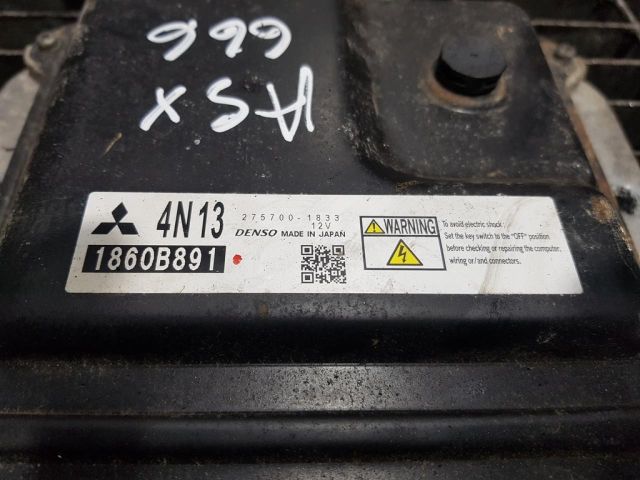 666
ASX
4N13
275700-1833
12V
DENSO MADE IN JAPAN
1860B891
WARNING
To avoid electric shock :
Set the key switch to the "OFF" position
before checking or repairing the computer,
wiring or/and connectors.